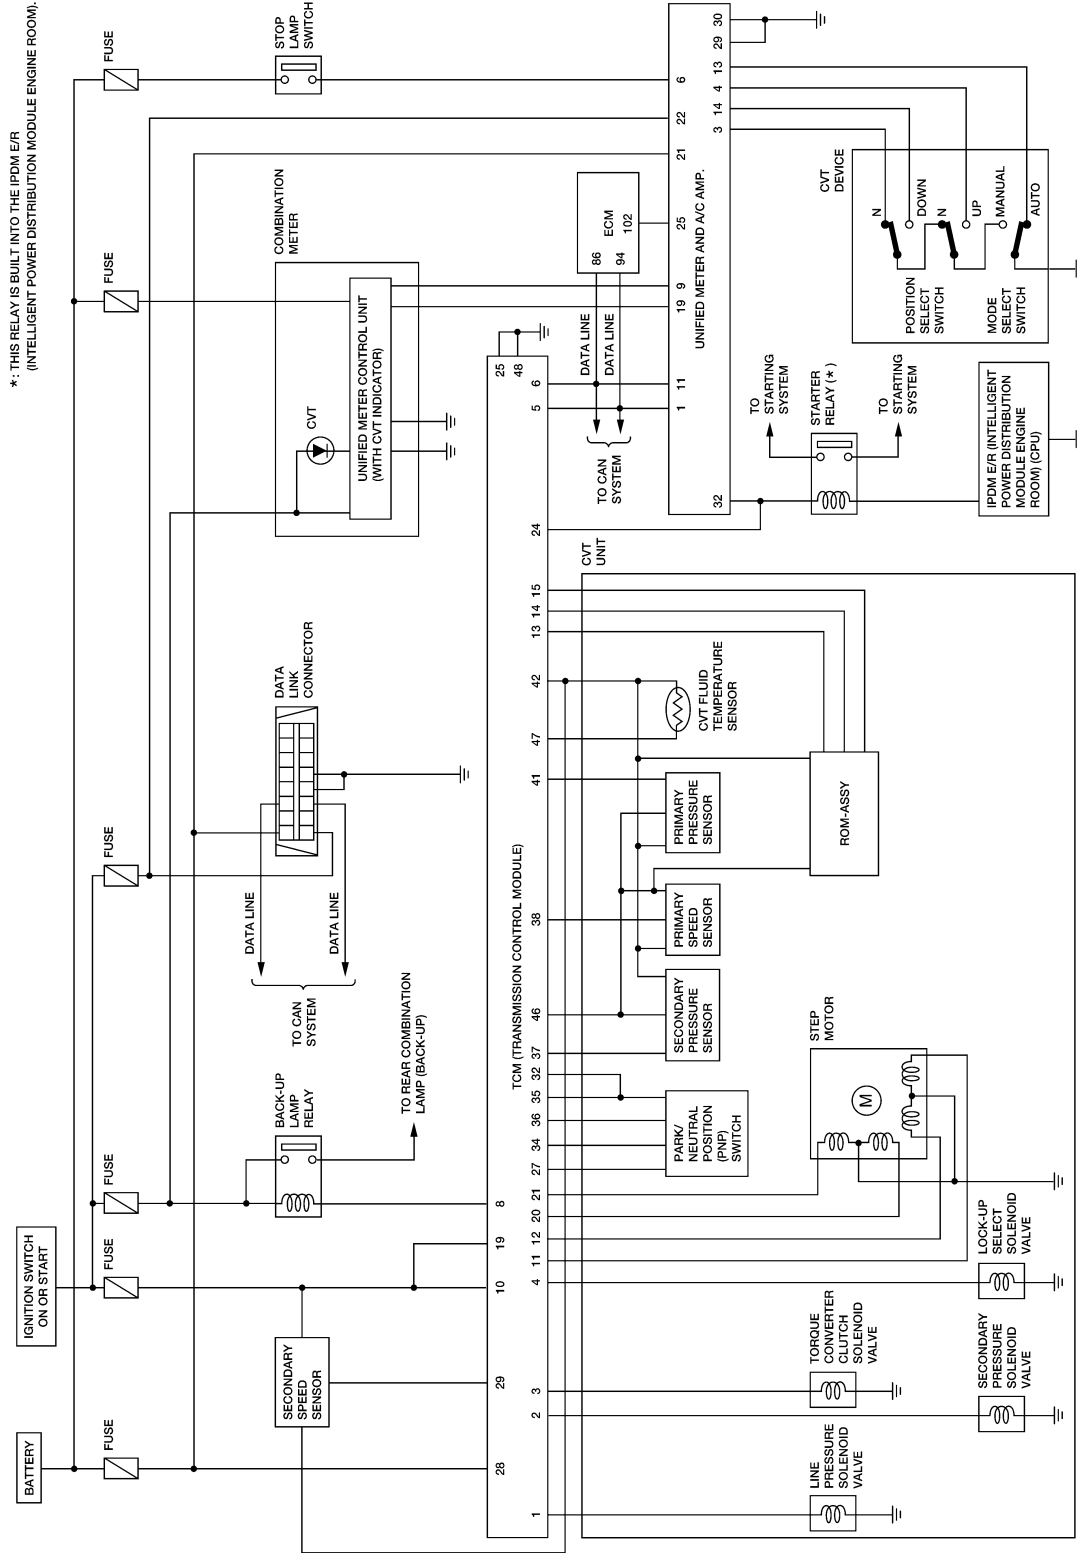 *: THIS RELAY IS BUILT INTO THE IPDM E/R
(INTELLIGENT POWER DISTRIBUTION MODULE ENGINE ROOM).
BATTERY
IGNITION SWITCH
ON OR START
FUSE
FUSE
FUSE
FUSE
FUSE
FUSE
SECONDARY
SPEED
SENSOR
BACK-UP
LAMP
RELAY
TO REAR COMBINATION
LAMP (BACK-UP)
TO CAN
SYSTEM
DATA LINE
DATA LINE
DATA
LINK
CONNECTOR
COMBINATION
METER
CVT
UNIFIED METER CONTROL UNIT
(WITH CVT INDICATOR)
STOP
LAMP
SWITCH
28
29
10
19
8
25
48
TCM (TRANSMISSION CONTROL MODULE)
1
2
3
4
11
12
20
21
27
34
36
35
32
37
46
38
41
47
42
13
14
15
24
5
6
TO CAN
SYSTEM
DATA LINE
DATA LINE
86
94
ECM
102
UNIFIED METER AND A/C AMP.
32
1
11
19
9
25
21
22
6
3
14
4
13
29
30
CVT
DEVICE
N
DOWN
N
UP
MANUAL
AUTO
POSITION
SELECT
SWITCH
MODE
SELECT
SWITCH
TO
STARTING
SYSTEM
STARTER
RELAY (*)
TO
STARTING
SYSTEM
IPDM E/R (INTELLIGENT
POWER DISTRIBUTION
MODULE ENGINE
ROOM) (CPU)
CVT
UNIT
CVT FLUID
TEMPERATURE
SENSOR
PRIMARY
PRESSURE
SENSOR
PRIMARY
SPEED
SENSOR
SECONDARY
PRESSURE
SENSOR
PARK/
NEUTRAL
POSITION
(PNP)
SWITCH
ROM-ASSY
STEP
MOTOR
M
LINE
PRESSURE
SOLENOID
VALVE
TORQUE
CONVERTER
CLUTCH
SOLENOID
VALVE
SECONDARY
PRESSURE
SOLENOID
VALVE
LOCK-UP
SELECT
SOLENOID
VALVE